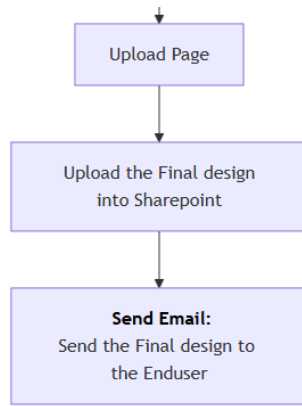 Upload Page
Upload the Final design
into Sharepoint
Send Email:
Send the Final design to
the Enduser